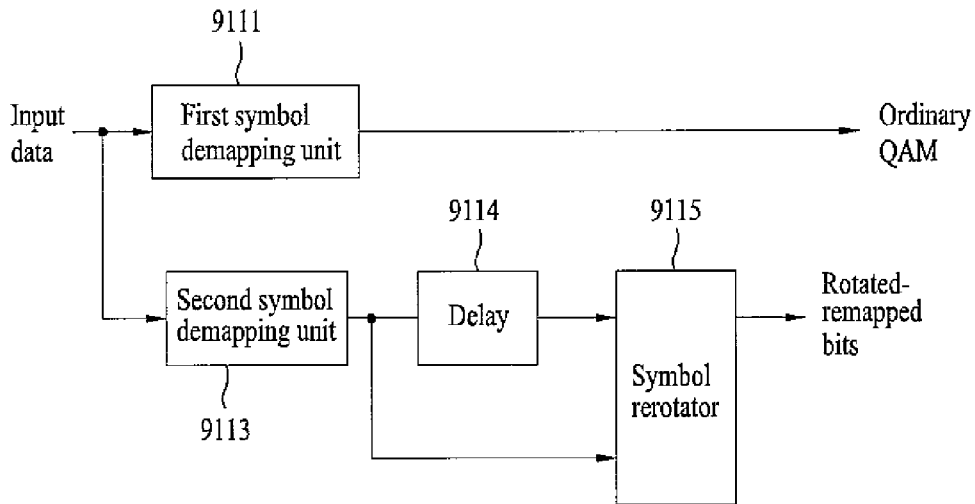 9111
Input
data
First symbol
demapping unit
Ordinary
QAM
9114
9115
Second symbol
demapping unit
Delay
Rotated-
remapped
bits
Symbol
rerotator
9113